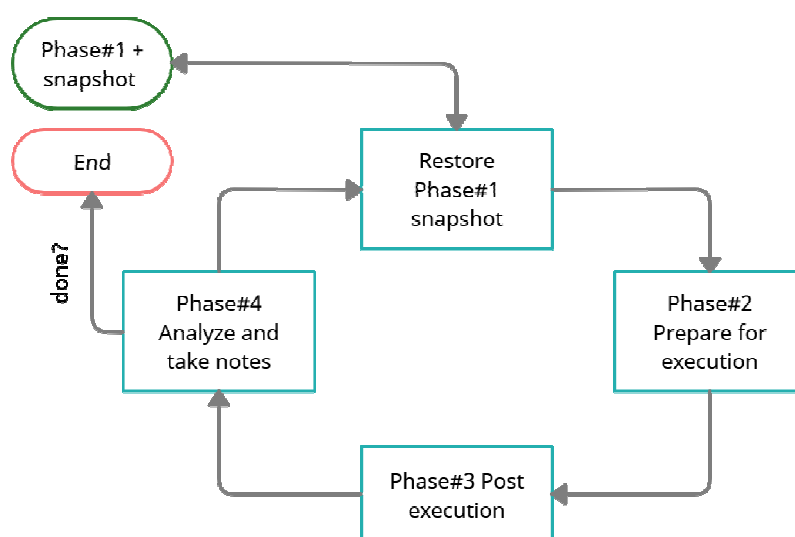 Phase#1 +
snapshot
End
Restore
Phase#1
snapshot
done?
Phase#4
Analyze and
take notes
Phase#2
Prepare for
execution
Phase#3 Post
execution